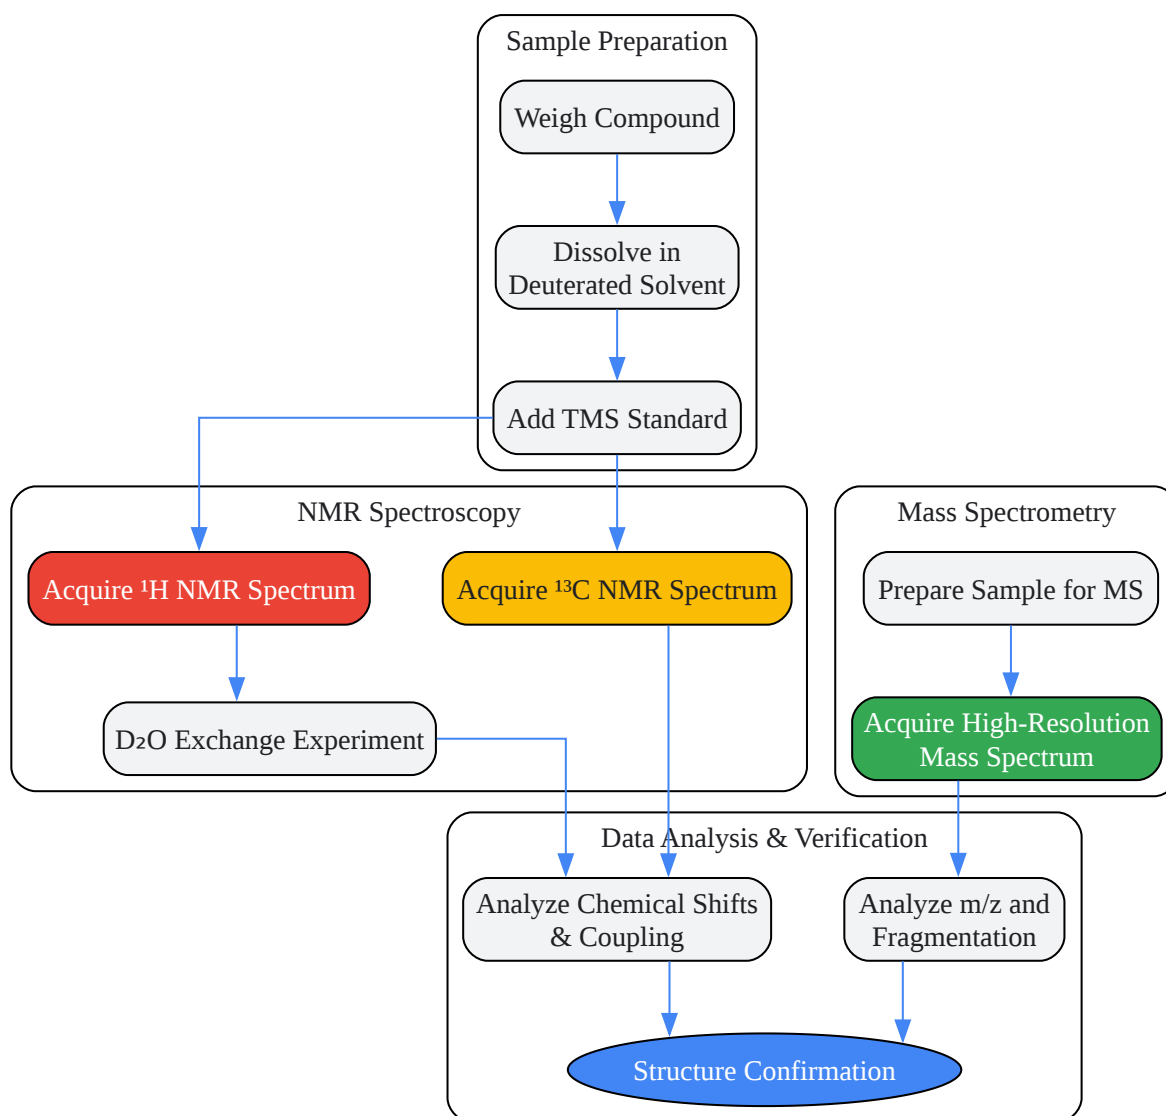 Sample Preparation
Weigh Compound
Dissolve in
Deuterated Solvent
Add TMS Standard
NMR Spectroscopy
Acquire ¹H NMR Spectrum
Acquire ¹³C NMR Spectrum
D₂O Exchange Experiment
Mass Spectrometry
Prepare Sample for MS
Acquire High-Resolution
Mass Spectrum
Data Analysis & Verification
Analyze Chemical Shifts
& Coupling
Analyze m/z and
Fragmentation
Structure Confirmation